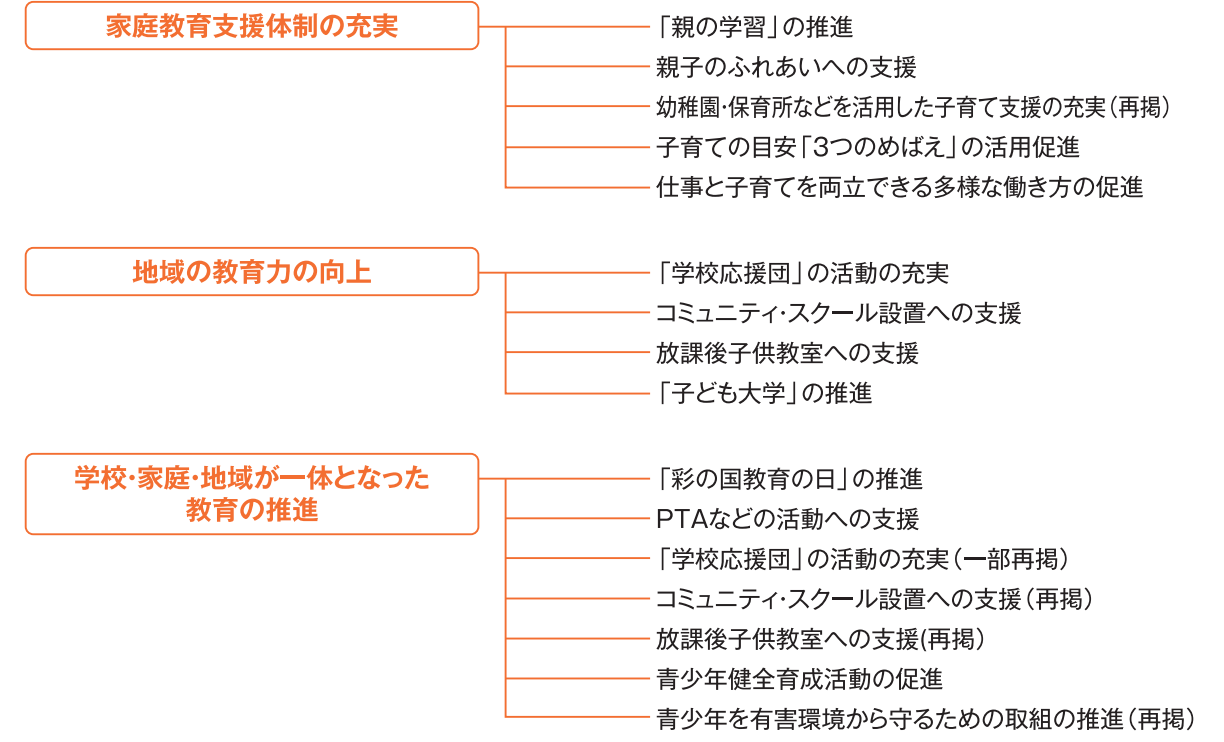 家庭教育支援体制の充実
「親の学習」の推進
親子のふれあいへの支援
幼稚園・保育所などを活用した子育て支援の充実（再掲）
子育ての目安「3つのめばえ」の活用促進
仕事と子育てを両立できる多様な働き方の促進
地域の教育力の向上
「学校応援団」の活動の充実
コミュニティ・スクール設置への支援
放課後子供教室への支援
「子ども大学」の推進
学校・家庭・地域が一体となった
教育の推進
「彩の国教育の日」の推進
PTAなどの活動への支援
「学校応援団」の活動の充実（一部再掲）
コミュニティ・スクール設置への支援（再掲）
放課後子供教室への支援(再掲）
青少年健全育成活動の促進
青少年を有害環境から守るための取組の推進（再掲）